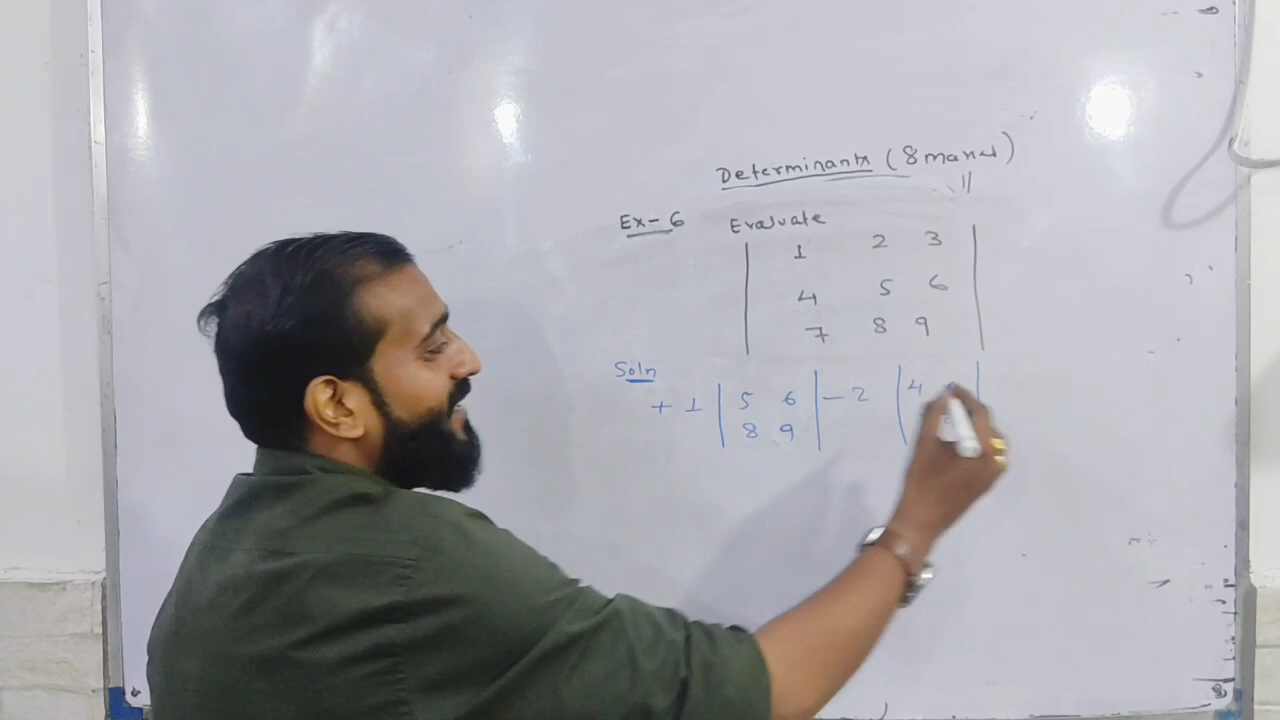 Determinants (8 marks)
Ex-6 Evaluate
1 2 3
4 5 6
7 8 9
Soln
+ 1 | 5 6 | - 2 | 4
8 9